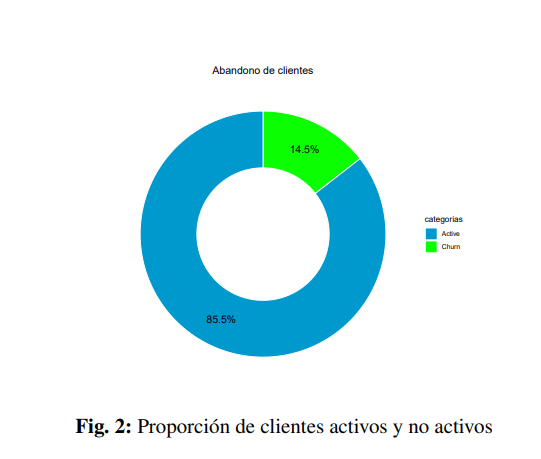 Abandono de clientes
14.5%
categorias
Active
Churn
85.5%
Fig. 2: Proporción de clientes activos y no activos